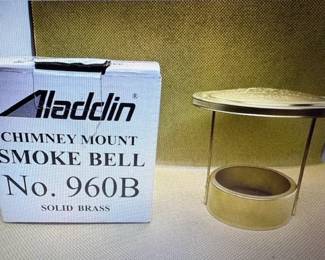 Aladdin
CHIMNEY MOUNT
SMOKE BELL
No. 960B
SOLID BRASS